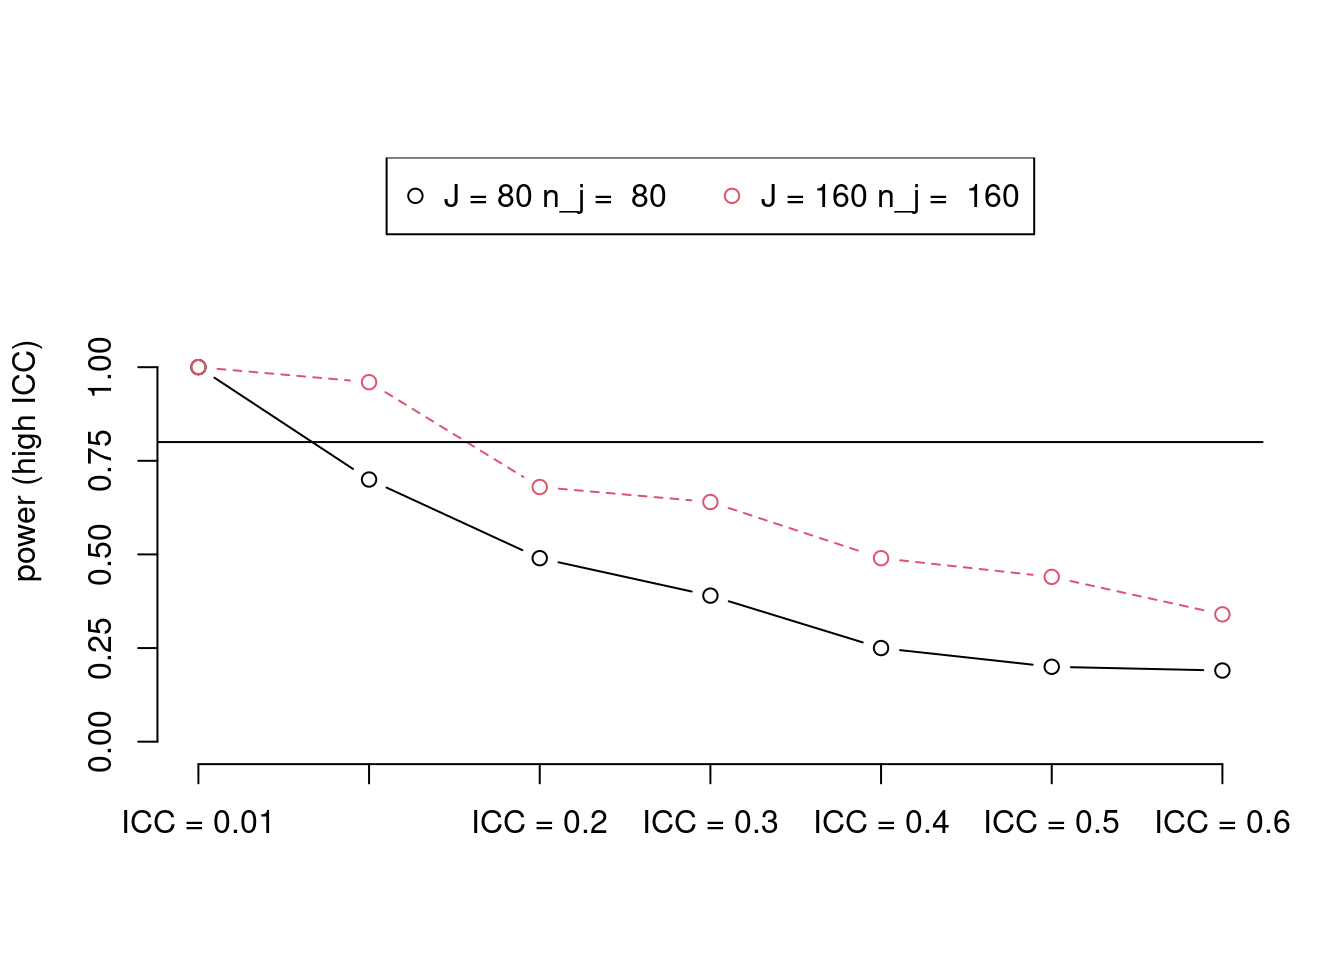 J = 80 n_j =  80
J = 160 n_j =  160
power (high ICC)
1.00
0.75
0.50
0.25
0.00
ICC = 0.01
ICC = 0.2
ICC = 0.3
ICC = 0.4
ICC = 0.5
ICC = 0.6